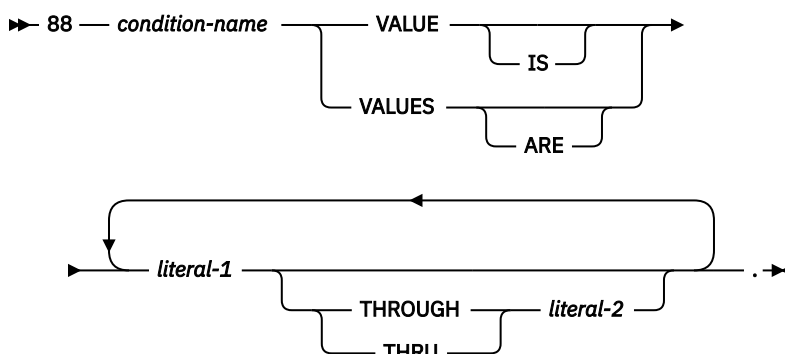 88 condition-name VALUE
IS
VALUES
ARE
literal-1
THROUGH literal-2
THRU
.